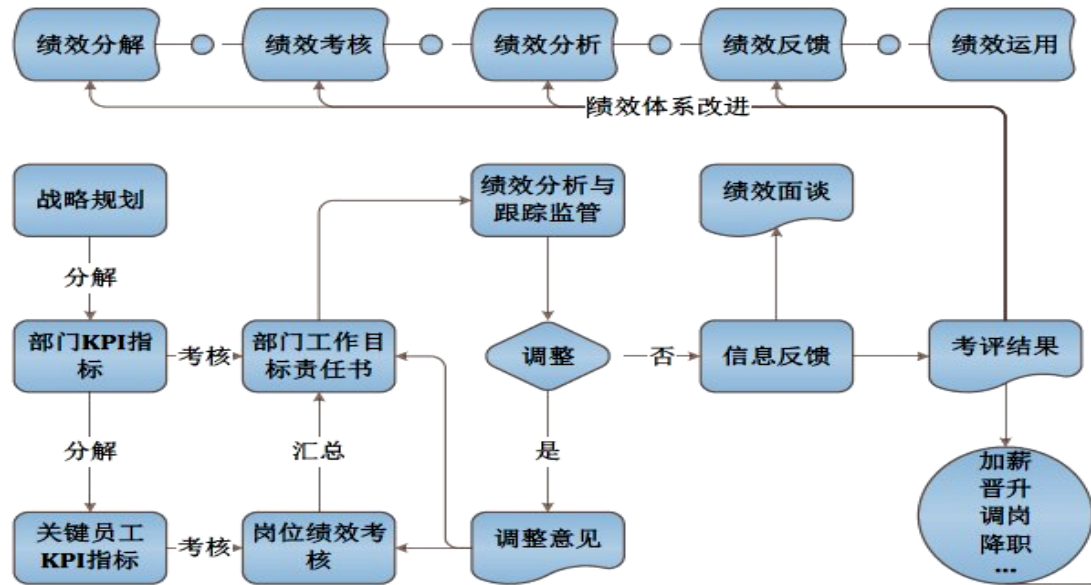 绩效分解
绩效考核
绩效分析
绩效反馈
绩效运用
绩效体系改进
战略规划
绩效分析与
跟踪监管
绩效面谈
分解
部门KPI指
标
考核
部门工作目
标责任书
调整
否
信息反馈
考评结果
分解
汇总
是
关键员工
KPI指标
考核
岗位绩效考
核
调整意见
加薪
晋升
调岗
降职
...